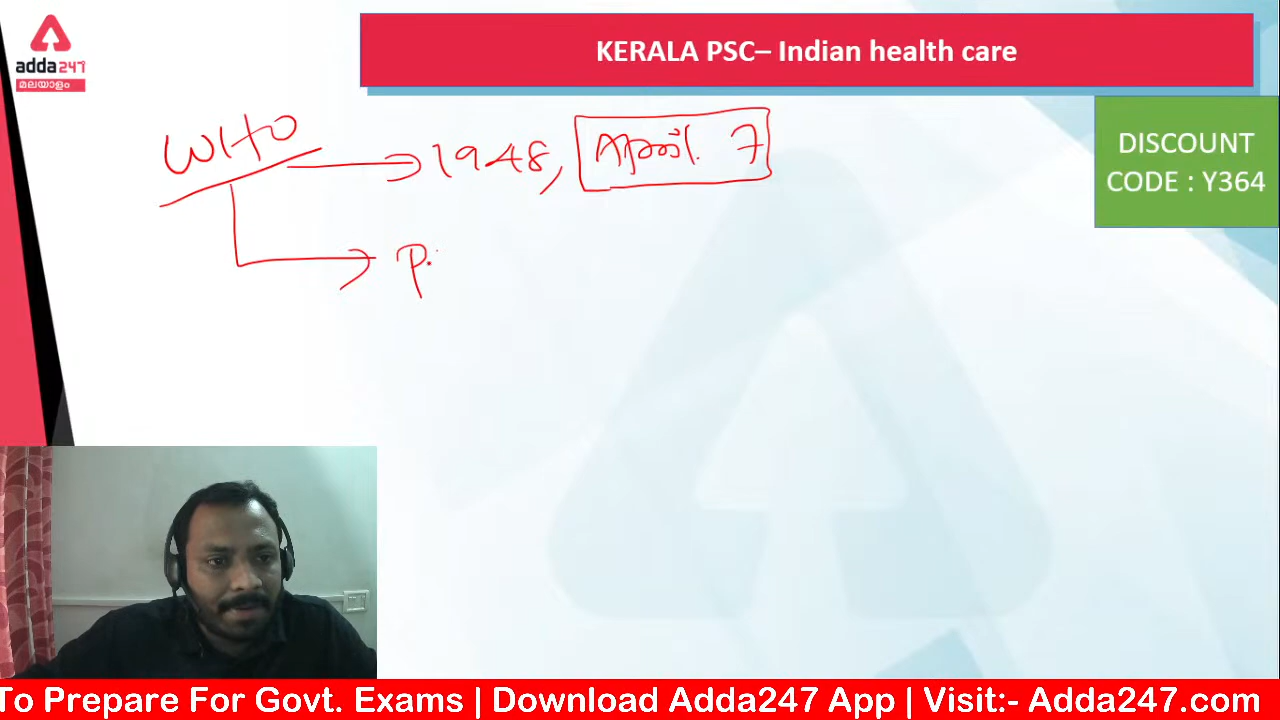 adda247
മലയാളം
KERALA PSC– Indian health care
DISCOUNT
CODE : Y364
WHO
1948, April 7
P.
To Prepare For Govt. Exams | Download Adda247 App | Visit:- Adda247.com